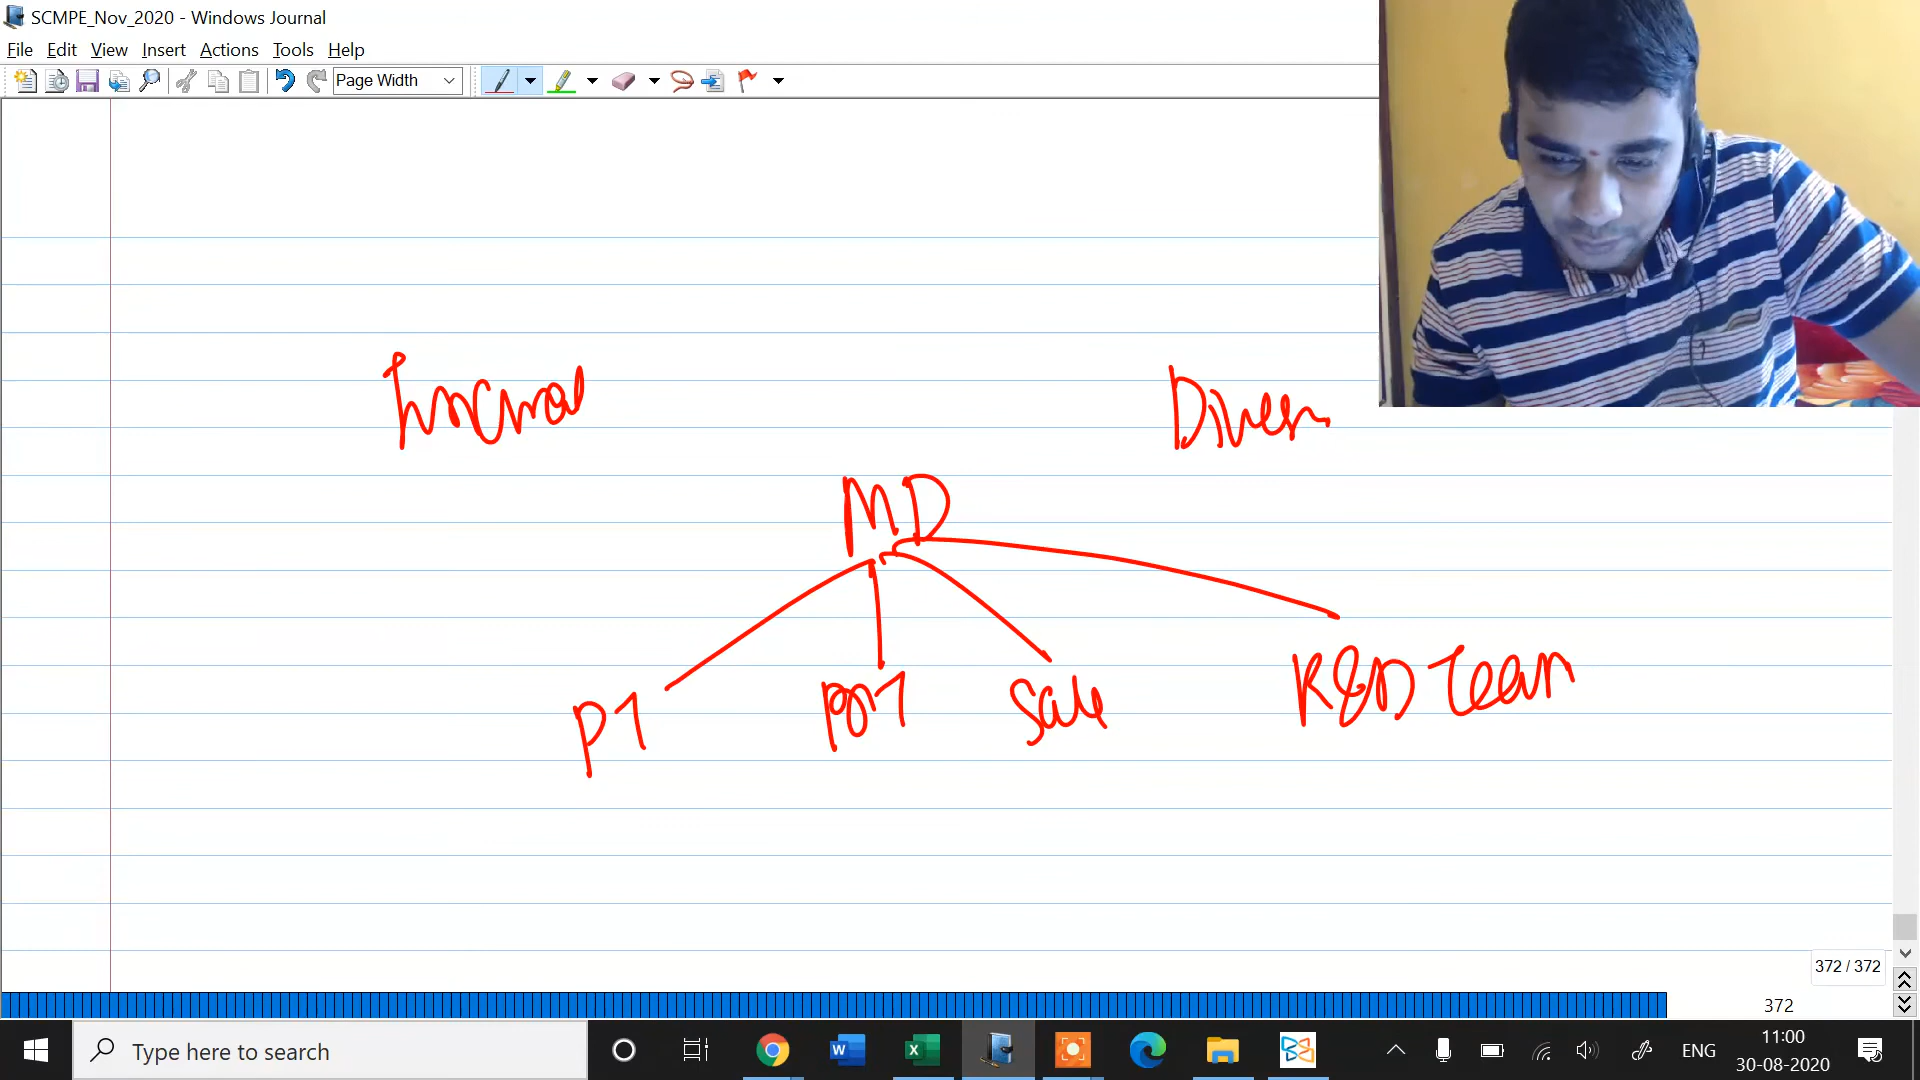 SCMPE_Nov_2020 - Windows Journal
File Edit View Insert Actions Tools Help
Page Width
MD
PT
Sale
R&D Team
372 / 372
372
Type here to search
ENG
11:00
30-08-2020